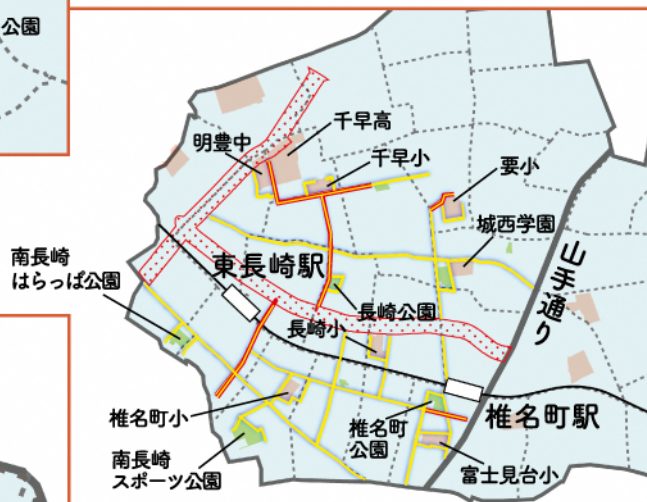 公園
千早高
明豊中
千早小
要小
城西学園
山手通り
南長崎
はらっぱ公園
東長崎駅
長崎公園
長崎小
椎名町小
椎名町
公園
椎名町駅
南長崎
スポーツ公園
富士見台小